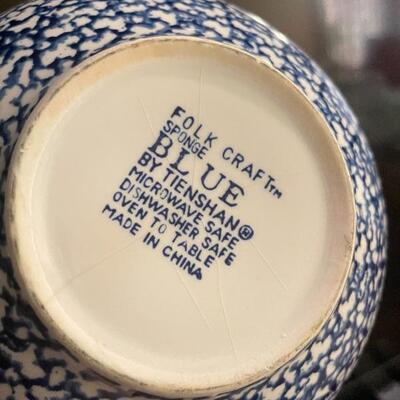 FOLK CRAFT™
SPONGE
BLUE
BY TIENSHAN®
MICROWAVE SAFE
DISHWASHER SAFE
OVEN TO TABLE
MADE IN CHINA